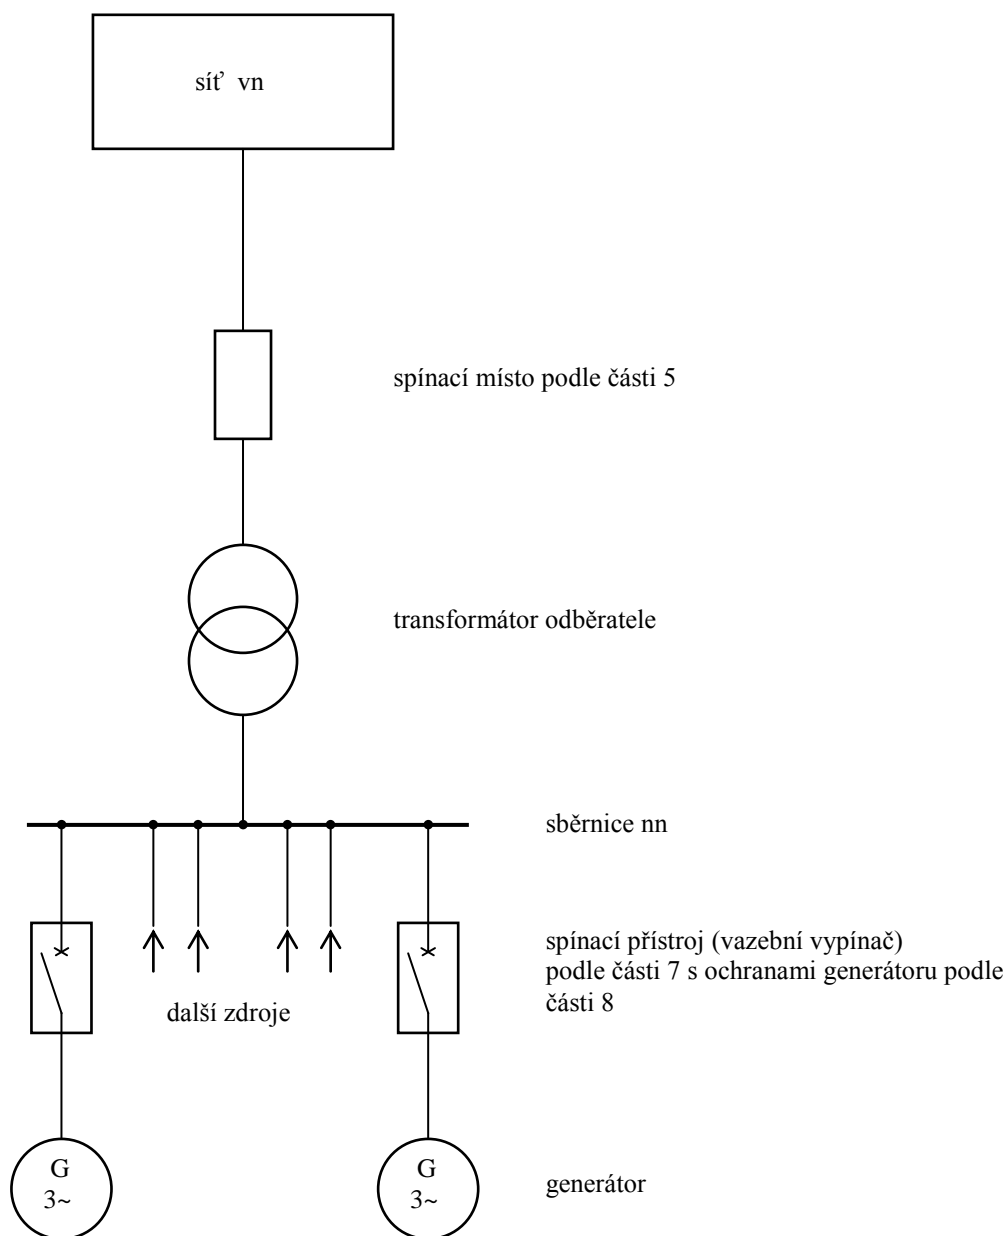 síť vn
spínací místo podle části 5
transformátor odběratele
sběrnice nn
spínací přístroj (vazební vypínač)
podle části 7 s ochranami generátoru podle
části 8
další zdroje
G
3~
G
3~
generátor